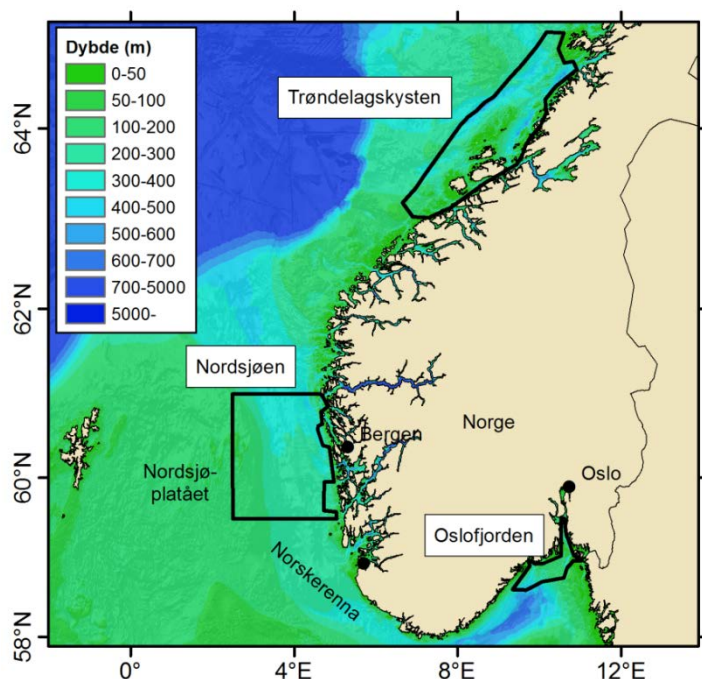 Dybde (m)
0-50
50-100
100-200
200-300
300-400
400-500
500-600
600-700
700-5000
5000-
Trøndelagskysten
Nordsjøen
Nordsjø-
platået
Bergen
Norge
Oslo
Oslofjorden
Norskerenna
64°N
62°N
60°N
58°N
0°
4°E
8°E
12°E